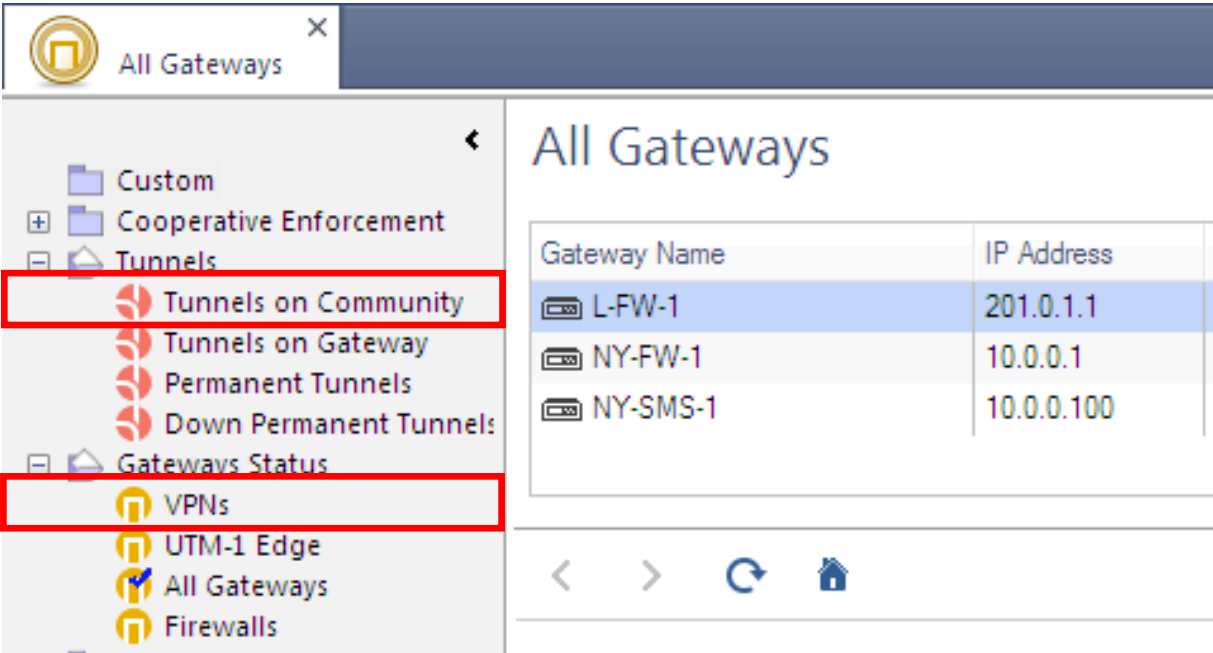 All Gateways
Custom
Cooperative Enforcement
Tunnels
Tunnels on Community
Tunnels on Gateway
Permanent Tunnels
Down Permanent Tunnels
Gateways Status
VPNs
UTM-1 Edge
All Gateways
Firewalls
All Gateways
Gateway Name IP Address
L-FW-1 201.0.1.1
NY-FW-1 10.0.0.1
NY-SMS-1 10.0.0.100